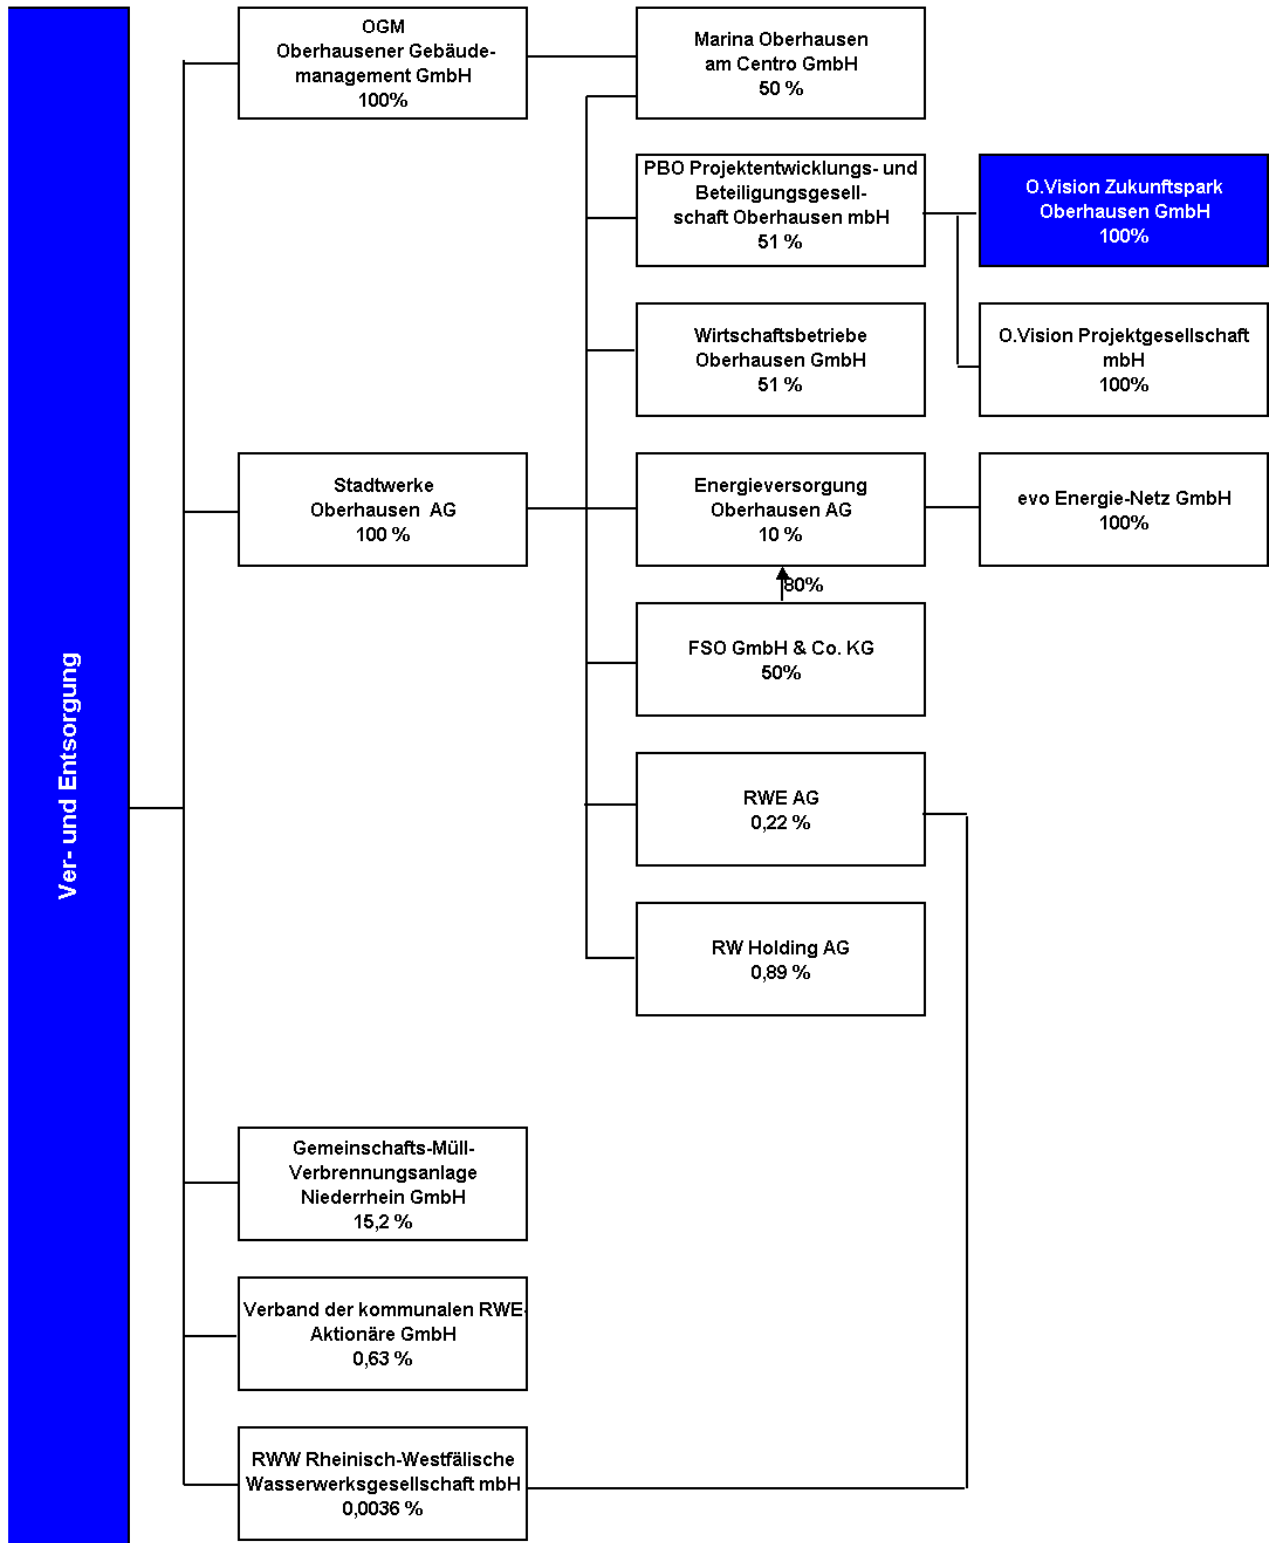 Ver- und Entsorgung
OGM
Oberhausener Gebäude-
management GmbH
100%
Marina Oberhausen
am Centro GmbH
50 %
PBO Projektentwicklungs- und
Beteiligungsgesell-
schaft Oberhausen mbH
51 %
O.Vision Zukunftspark
Oberhausen GmbH
100%
Wirtschaftsbetriebe
Oberhausen GmbH
51 %
O.Vision Projektgesellschaft
mbH
100%
Stadtwerke
Oberhausen AG
100 %
Energieversorgung
Oberhausen AG
10 %
evo Energie-Netz GmbH
100%
80%
FSO GmbH & Co. KG
50%
RWE AG
0,22 %
RW Holding AG
0,89 %
Gemeinschafts-Müll-
Verbrennungsanlage
Niederrhein GmbH
15,2 %
Verband der kommunalen RWE-
Aktionäre GmbH
0,63 %
RWW Rheinisch-Westfälische
Wasserwerksgesellschaft mbH
0,0036 %